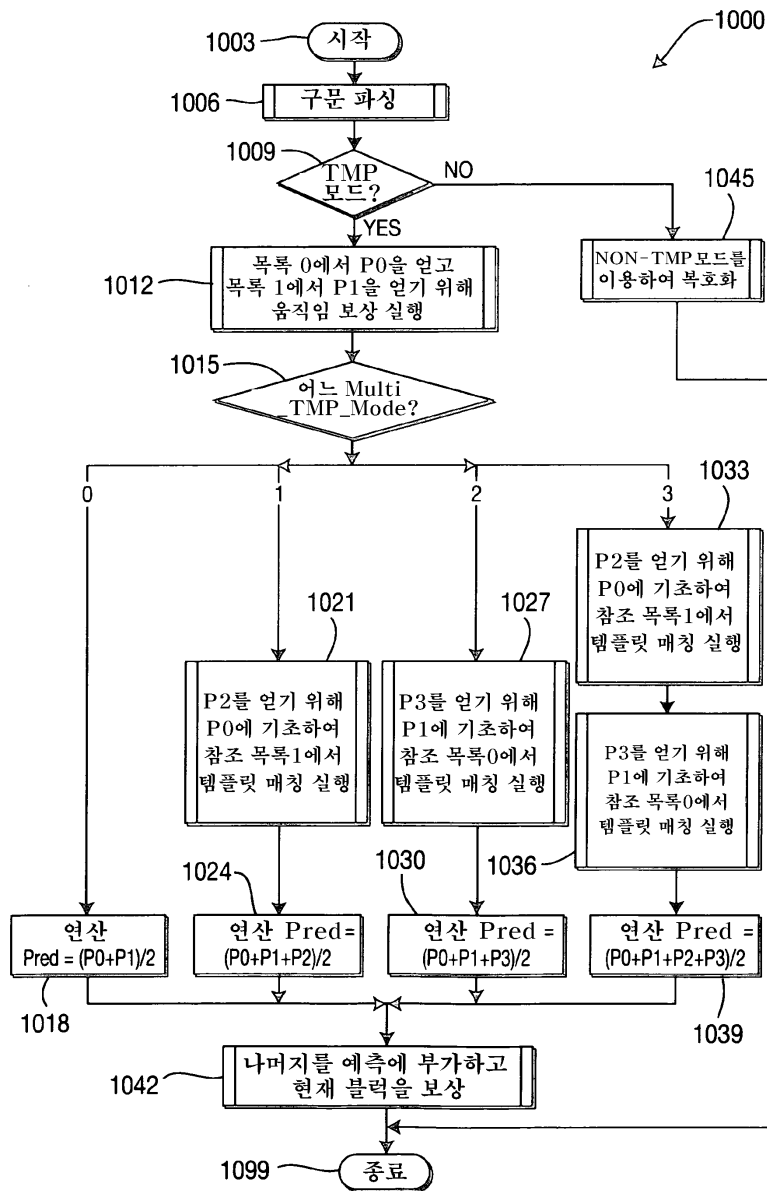 1000
1003
시작
1006
구문 파싱
1009
TMP
모드?
NO
YES
1045
NON-TMP모드를
이용하여 복호화
1012
목록 0에서 P0을 얻고
목록 1에서 P1을 얻기 위해
움직임 보상 실행
1015
어느 Multi
_TMP_Mode?
0
1
2
3
1033
P2를 얻기 위해
P0에 기초하여
참조 목록1에서
템플릿 매칭 실행
1021
P2를 얻기 위해
P0에 기초하여
참조 목록1에서
템플릿 매칭 실행
1027
P3를 얻기 위해
P1에 기초하여
참조 목록0에서
템플릿 매칭 실행
P3를 얻기 위해
P1에 기초하여
참조 목록0에서
템플릿 매칭 실행
1036
연산
Pred = (P0+P1)/2
1018
1024
연산 Pred=
(P0+P1+P2)/2
1030
연산 Pred =
(P0+P1+P3)/2
연산 Pred =
(P0+P1+P2+P3)/2
1039
1042
나머지를 예측에 부가하고
현재 블럭을 보상
1099
종료